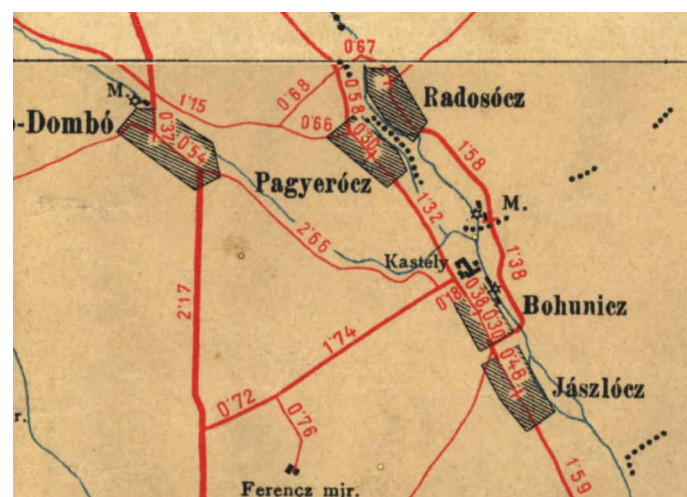 0'67
M.
0'68
1'15
0'58
Radosócz
0'37
ó-Dombó
0'66
0'30
0'54
1'58
Pagyerócz
1'32
M.
2'66
Kastély
1'38
2'17
0'18
0'38
Bohunicz
0'30
1'74
0'48
Jászlócz
0'72
0'76
r.
1'59
Ferencz mjr.